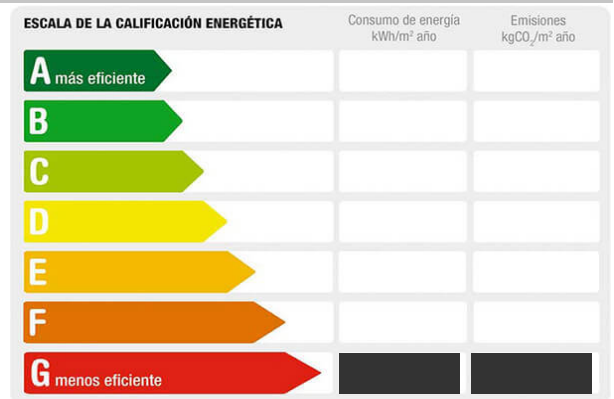 ESCALA DE LA CALIFICACIÓN ENERGÉTICA
Consumo de energía
kWh/m² año
Emisiones
kgCO₂/m² año
A más eficiente
B
C
D
E
F
G menos eficiente